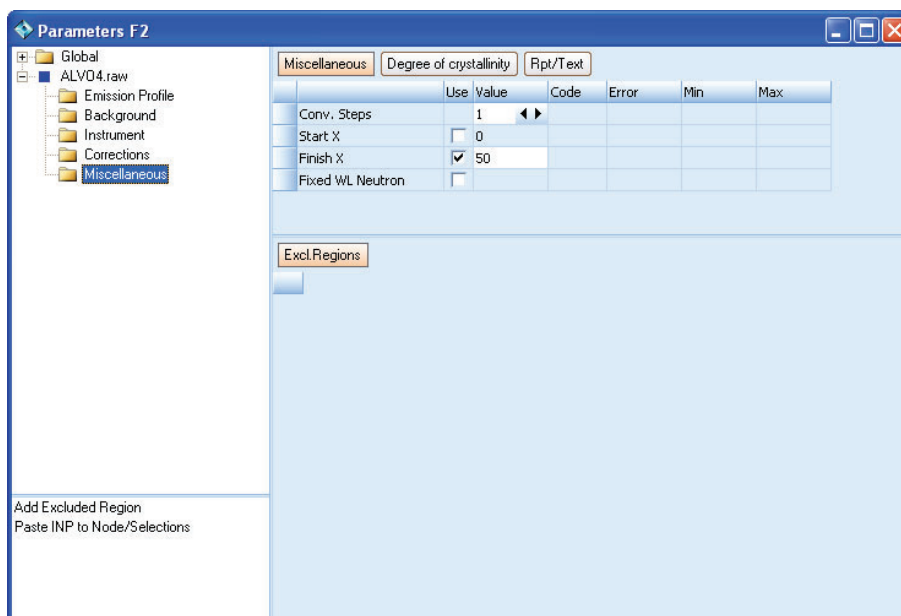 Parameters F2
Global
ALVO4.raw
Emission Profile
Background
Instrument
Corrections
Miscellaneous
Add Excluded Region
Paste INP to Node/Selections
Miscellaneous Degree of crystallinity Rpt/Text
Use Value Code Error Min Max
Conv. Steps 1
Start X 0
Finish X 50
Fixed WL Neutron
Excl.Regions